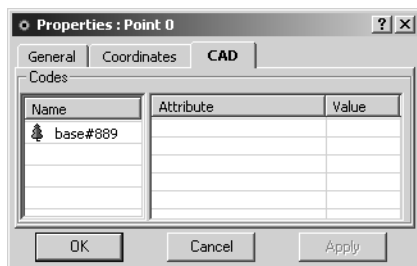 Properties : Point 0
General Coordinates CAD
Codes
Name Attribute Value
base#889
OK Cancel Apply